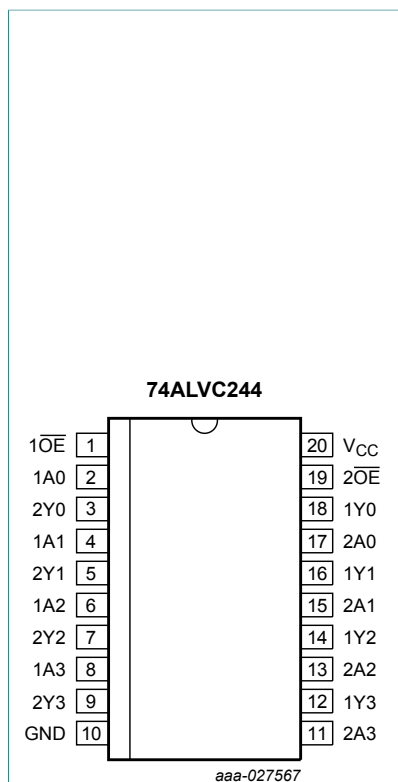 74ALVC244
1O̅E̅ 1 20 VCC
1A0 2 19 2O̅E̅
2Y0 3 18 1Y0
1A1 4 17 2A0
2Y1 5 16 1Y1
1A2 6 15 2A1
2Y2 7 14 1Y2
1A3 8 13 2A2
2Y3 9 12 1Y3
GND 10 11 2A3
aaa-027567